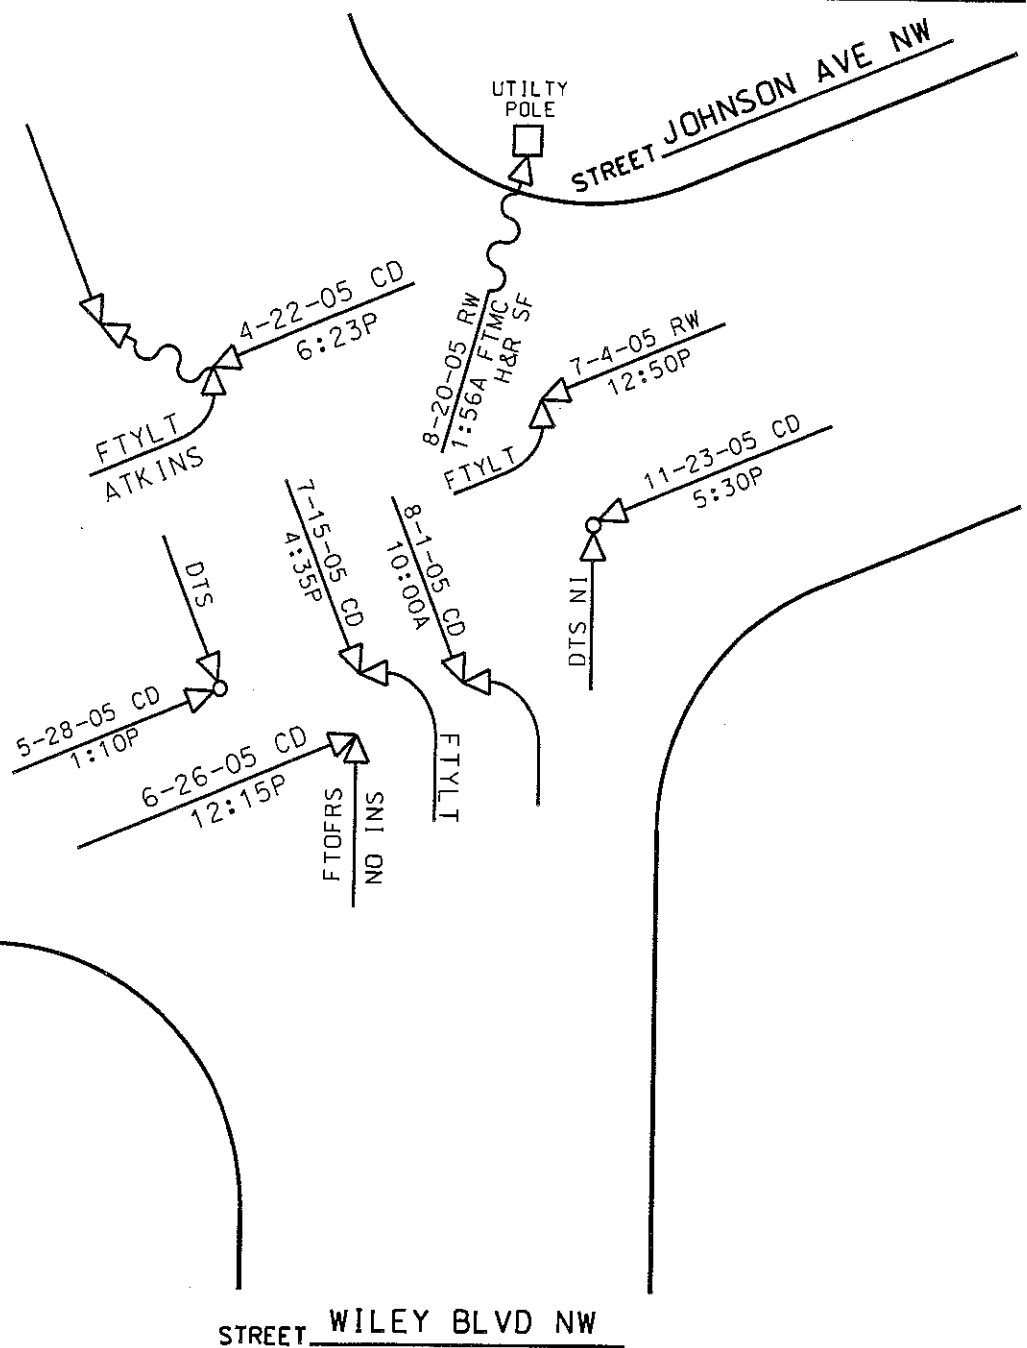 UTILTY
POLE
STREET JOHNSON AVE NW
4-22-05 CD
6:23P
FTYLT
ATKINS
8-20-05 RW
1:56A FTMC
H&R SF
7-4-05 RW
12:50P
FTYLT
11-23-05 CD
5:30P
DTS NI
7-15-05 CD
4:35P
8-1-05 CD
10:00A
DTS
5-28-05 CD
1:10P
6-26-05 CD
12:15P
FTOFRS
NO INS
FTYLT
STREET WILEY BLVD NW